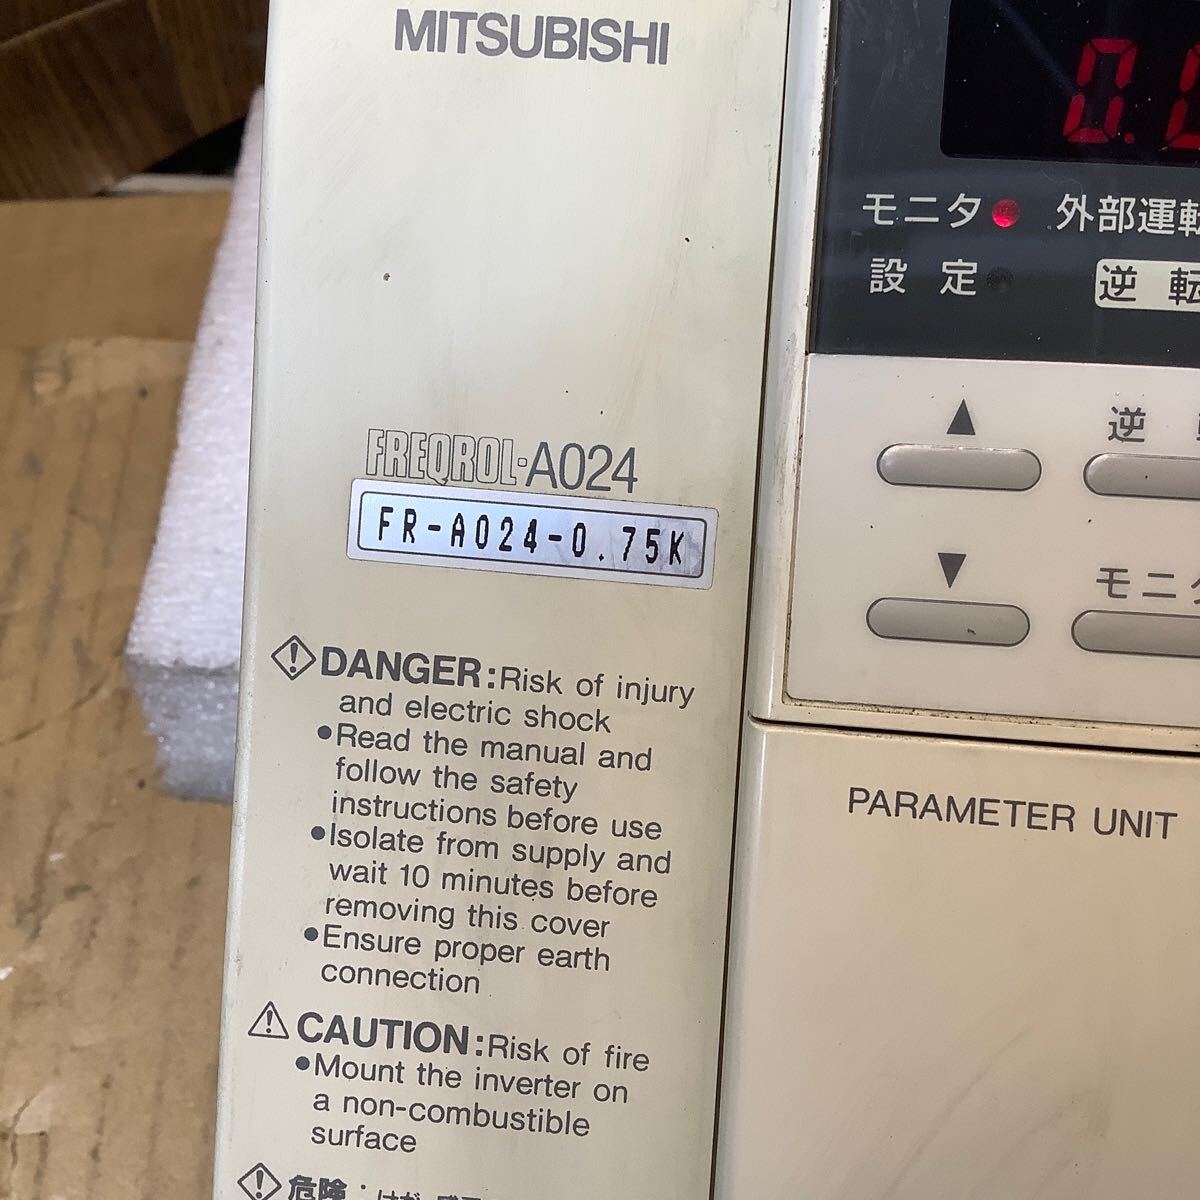 MITSUBISHI
0.
モニタ 外部運転
設定 逆転
FREQROL-A024
FR-A024-0.75K
▲ 逆
▼ モニ
DANGER:Risk of injury
and electric shock
●Read the manual and
follow the safety
instructions before use
●Isolate from supply and
wait 10 minutes before
removing this cover
●Ensure proper earth
connection
CAUTION:Risk of fire
●Mount the inverter on
a non-combustible
surface
危険:けが
PARAMETER UNIT